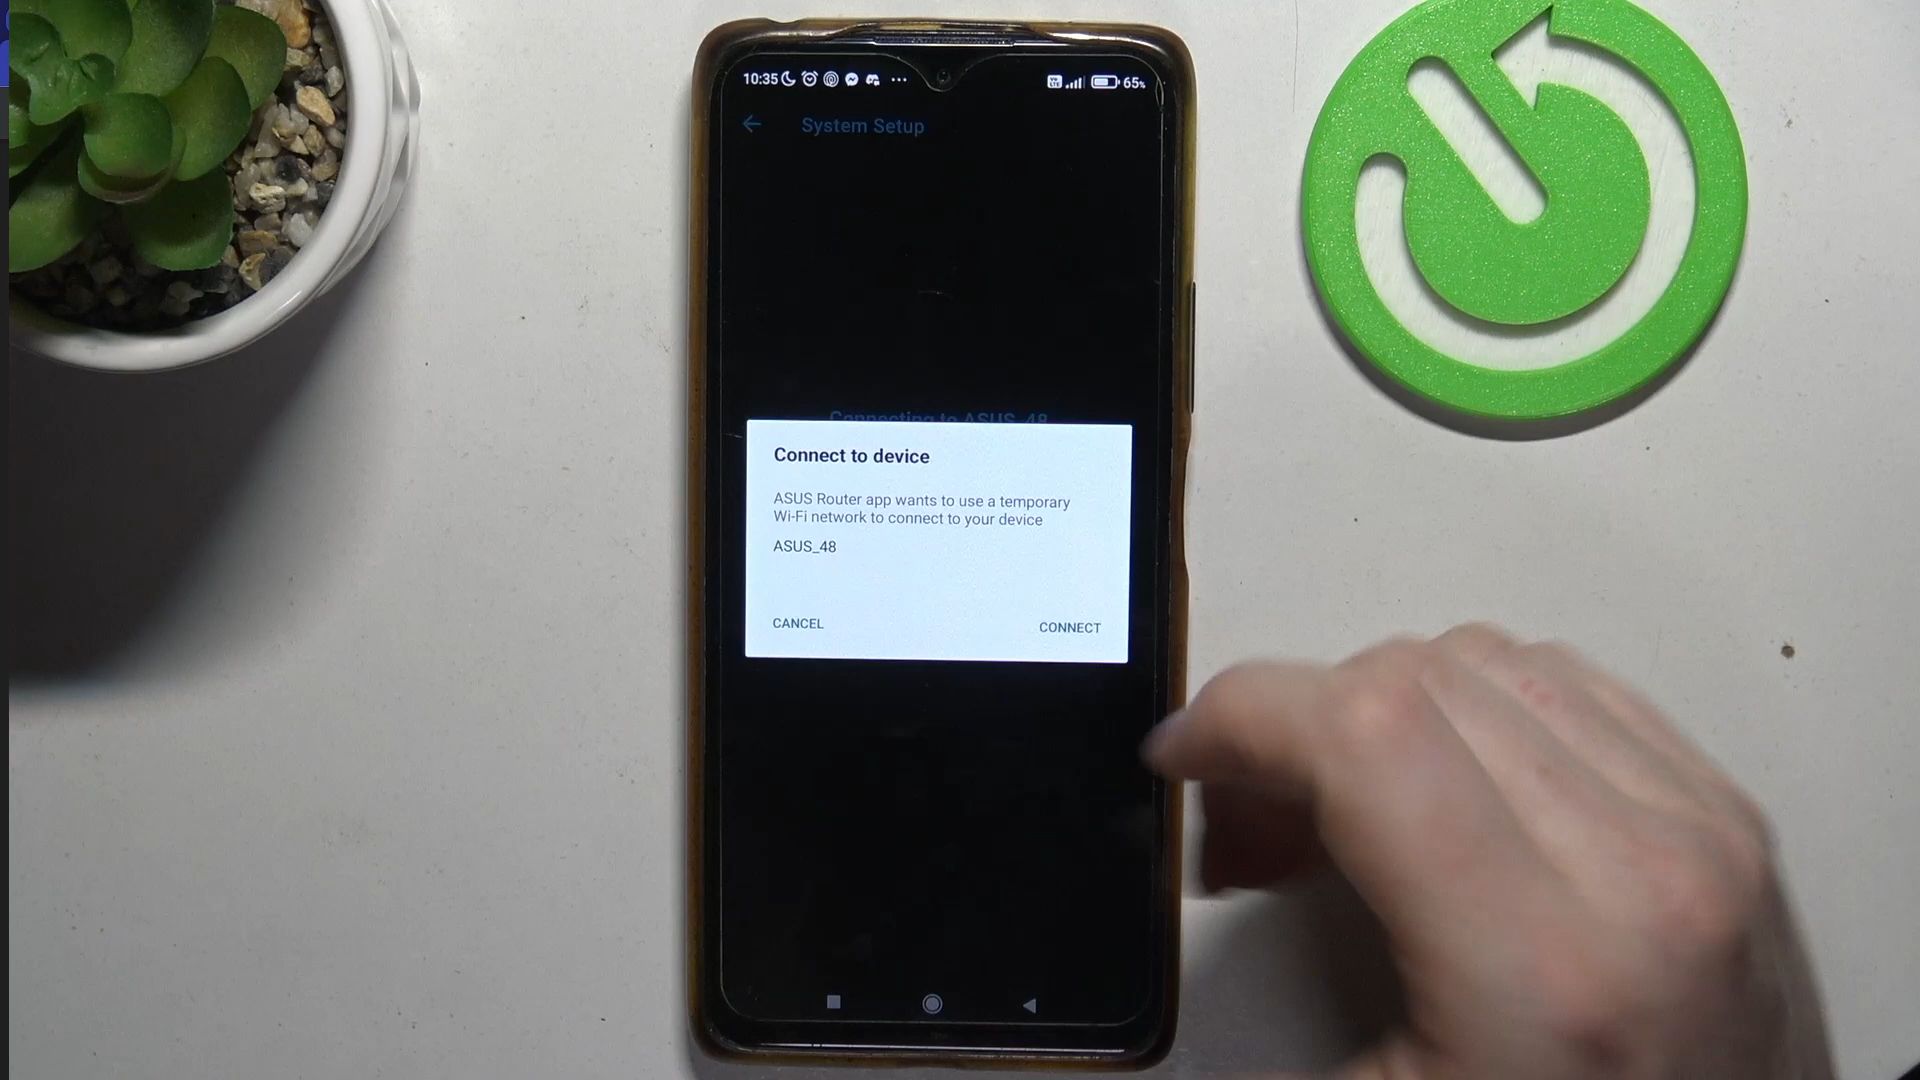 10:35 ... 65%
System Setup
Connecting to ASUS_48
Connect to device
ASUS Router app wants to use a temporary
Wi-Fi network to connect to your device
ASUS_48
CANCEL CONNECT